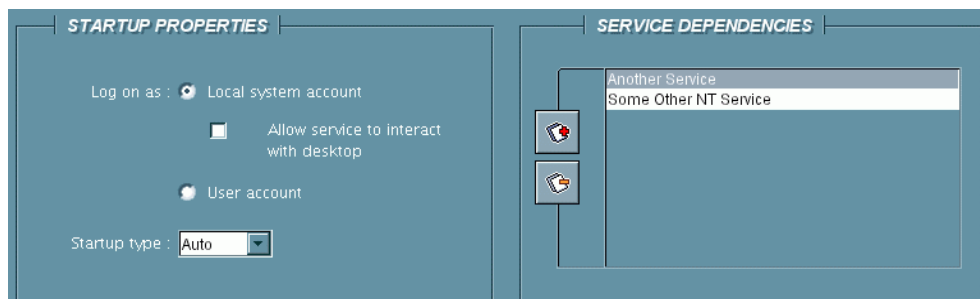 STARTUP PROPERTIES
Log on as : Local system account
Allow service to interact
with desktop
User account
Startup type : Auto
SERVICE DEPENDENCIES
Another Service
Some Other NT Service